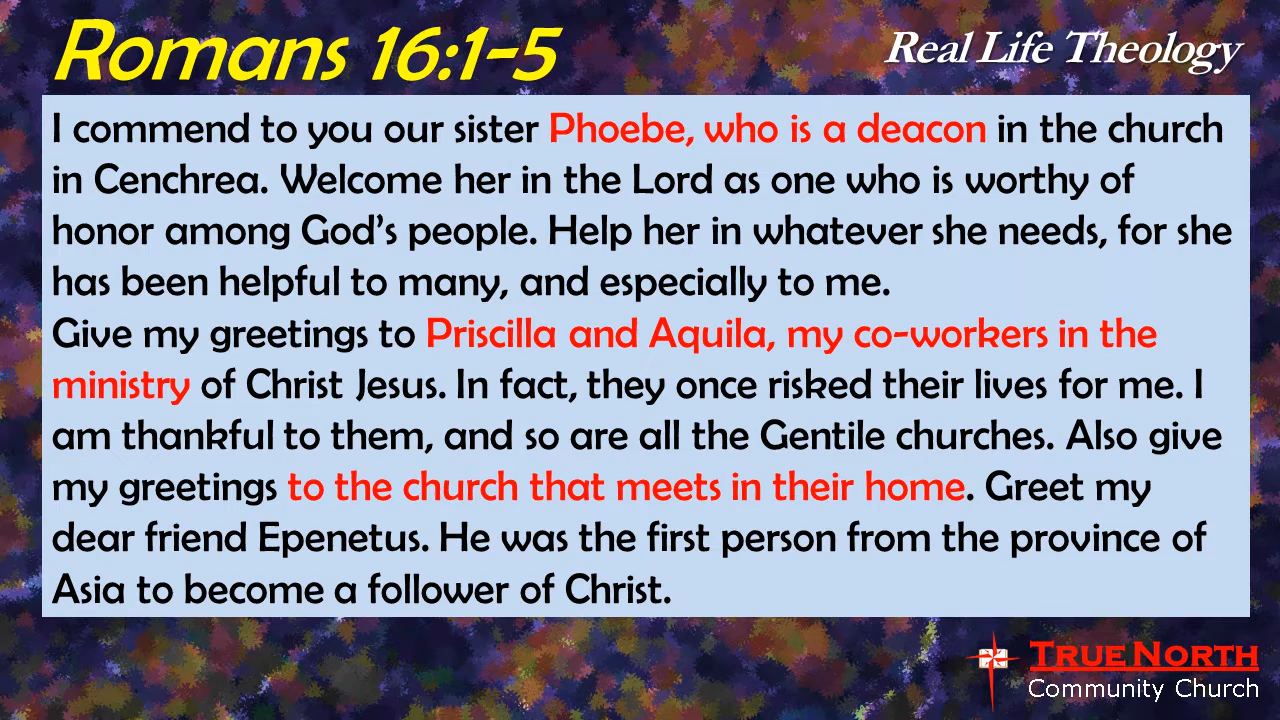 Romans 16:1-5
Real Life Theology
I commend to you our sister Phoebe, who is a deacon in the church
in Cenchrea. Welcome her in the Lord as one who is worthy of
honor among God’s people. Help her in whatever she needs, for she
has been helpful to many, and especially to me.
Give my greetings to Priscilla and Aquila, my co-workers in the
ministry of Christ Jesus. In fact, they once risked their lives for me. I
am thankful to them, and so are all the Gentile churches. Also give
my greetings to the church that meets in their home. Greet my
dear friend Epenetus. He was the first person from the province of
Asia to become a follower of Christ.
TRUE NORTH
Community Church